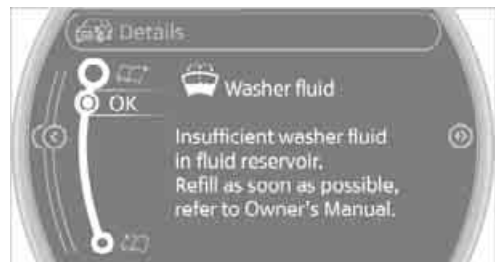 Details
Washer fluid
OK
Insufficient washer fluid
in fluid reservoir.
Refill as soon as possible,
refer to Owner's Manual.